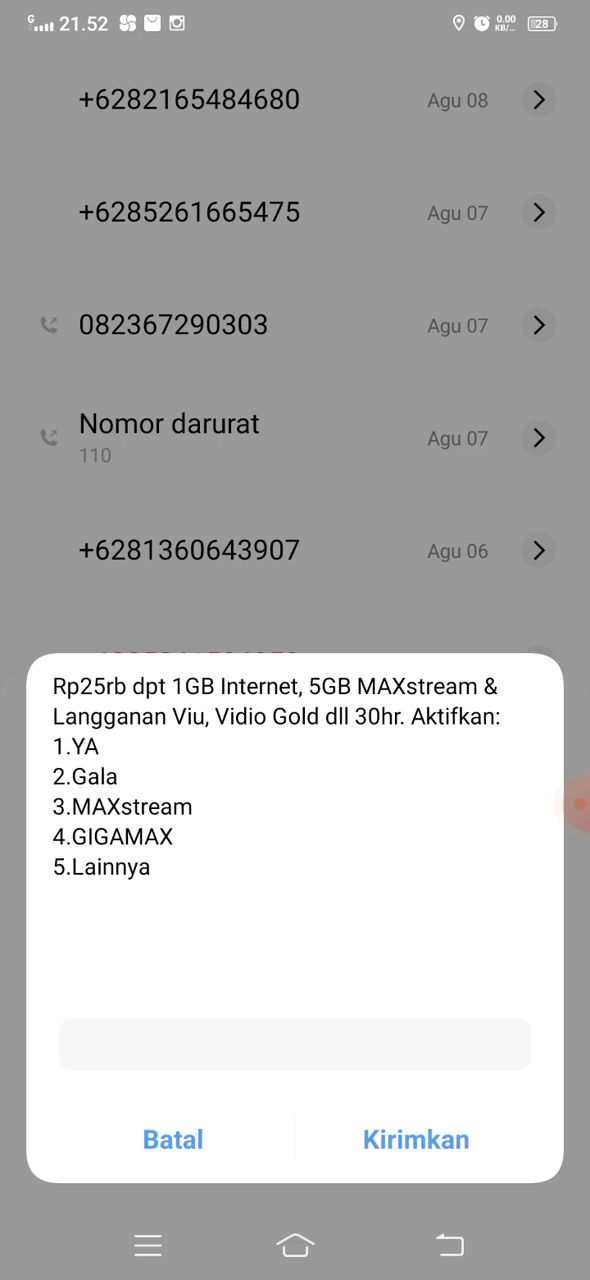 G 21.52 0.00 KB/... 28
+6282165484680 Agu 08
+6285261665475 Agu 07
082367290303 Agu 07
Nomor darurat
110 Agu 07
+6281360643907 Agu 06
Rp25rb dpt 1GB Internet, 5GB MAXstream &
Langganan Viu, Vidio Gold dll 30hr. Aktifkan:
1.YA
2.Gala
3.MAXstream
4.GIGAMAX
5.Lainnya
Batal Kirimkan